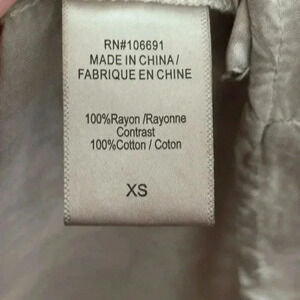 RN#106691
MADE IN CHINA/
FABRIQUE EN CHINE
100%Rayon /Rayonne
Contrast
100%Cotton / Coton
XS